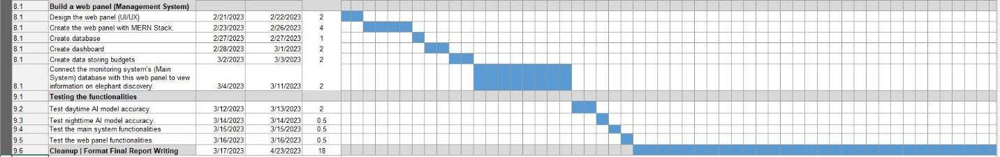 8.1 Build a web panel (Management System)
8.1 Design the web panel (UI/UX) 2/21/2023 2/22/2023 2
8.1 Create the web panel with MERN Stack. 2/23/2023 2/26/2023 4
8.1 Create database 2/27/2023 2/27/2023 1
8.1 Create dashboard 2/28/2023 3/1/2023 2
8.1 Create data storing budgets 3/2/2023 3/3/2023 2
Connect the monitoring system's (Main
System) database with this web panel to view
8.1 information on elephant discovery. 3/4/2023 3/11/2023 2
9.1 Testing the functionalities
9.2 Test daytime AI model accuracy. 3/12/2023 3/13/2023 2
9.3 Test nighttime AI model accuracy. 3/14/2023 3/14/2023 0.5
9.4 Test the main system functionalities 3/15/2023 3/15/2023 0.5
9.5 Test the web panel functionalities. 3/16/2023 3/16/2023 0.5
9.6 Cleanup | Format Final Report Writing 3/17/2023 4/23/2023 18